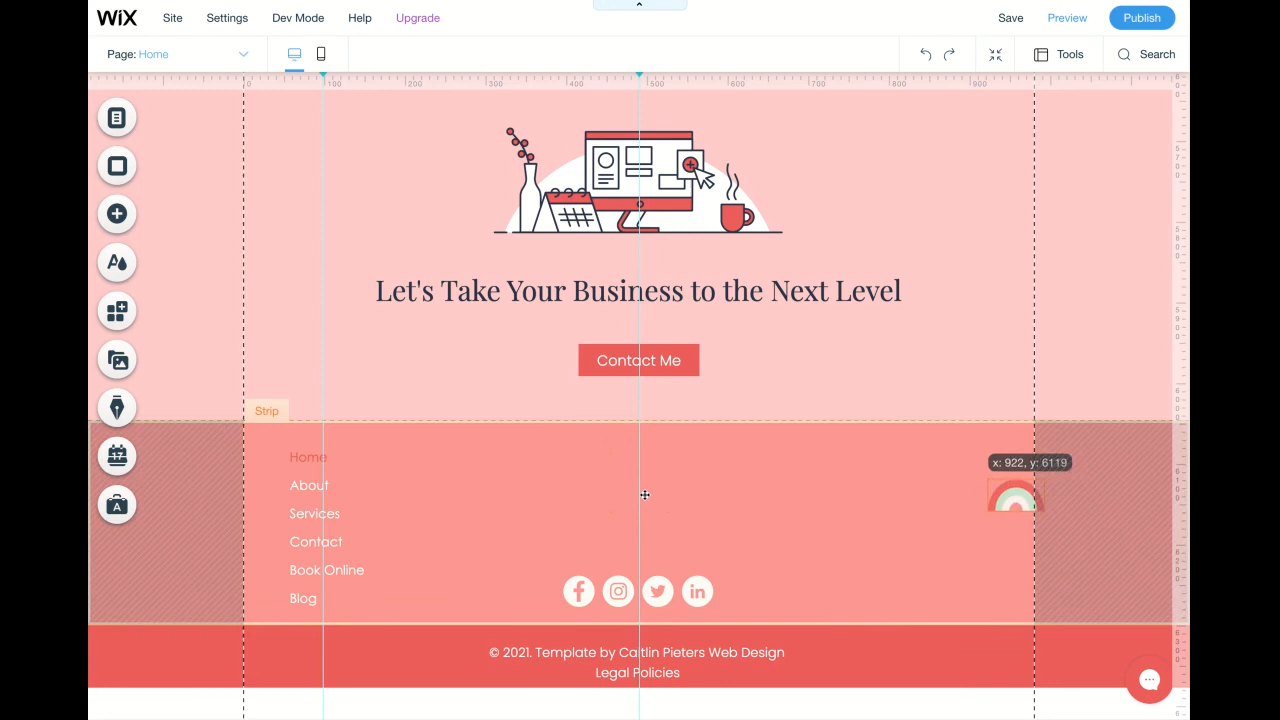 WiX Site Settings Dev Mode Help Upgrade Save Preview Publish
Page: Home Tools Search
0 100 200 300 400 500 600 700 800 900
Let's Take Your Business to the Next Level
Contact Me
Strip
Home
x: 922, y: 6119
About
Services
Contact
Book Online
Blog
© 2021. Template by Caitlin Pieters Web Design
Legal Policies